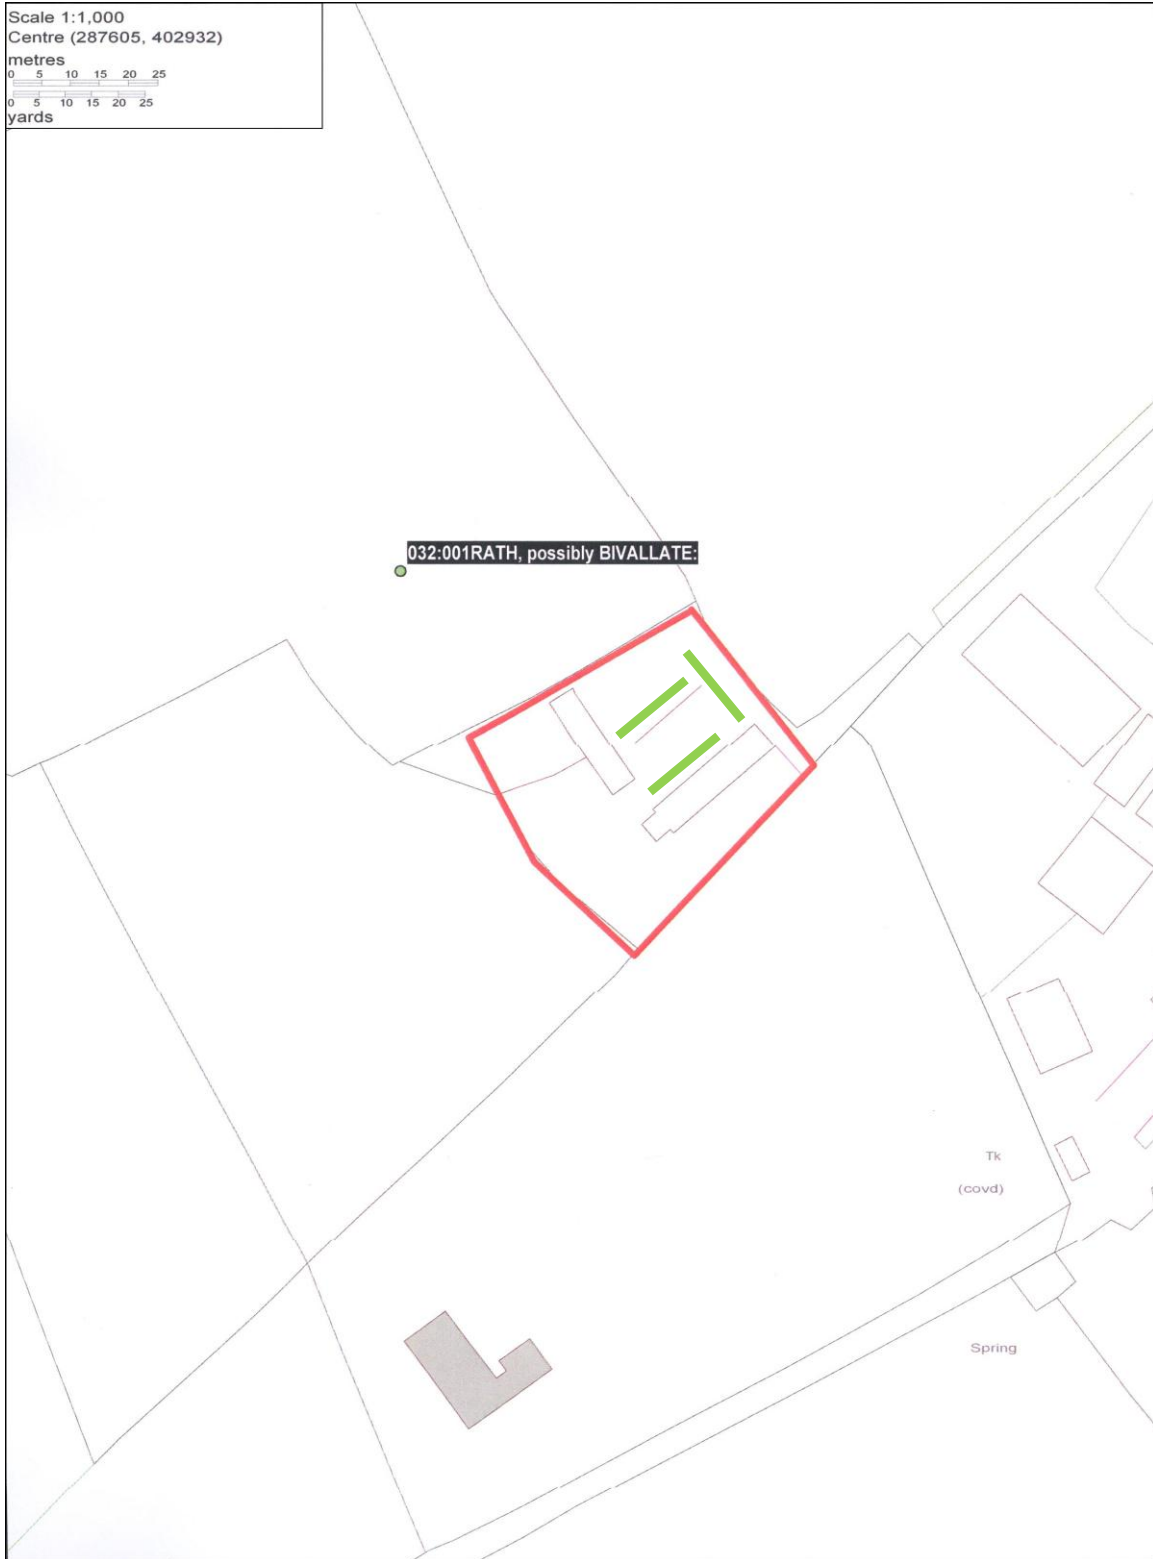 Scale 1:1,000
Centre (287605, 402932)
metres
0 5 10 15 20 25
0 5 10 15 20 25
yards
032:001RATH, possibly BIVALLATE:
Tk
(covd)
Spring